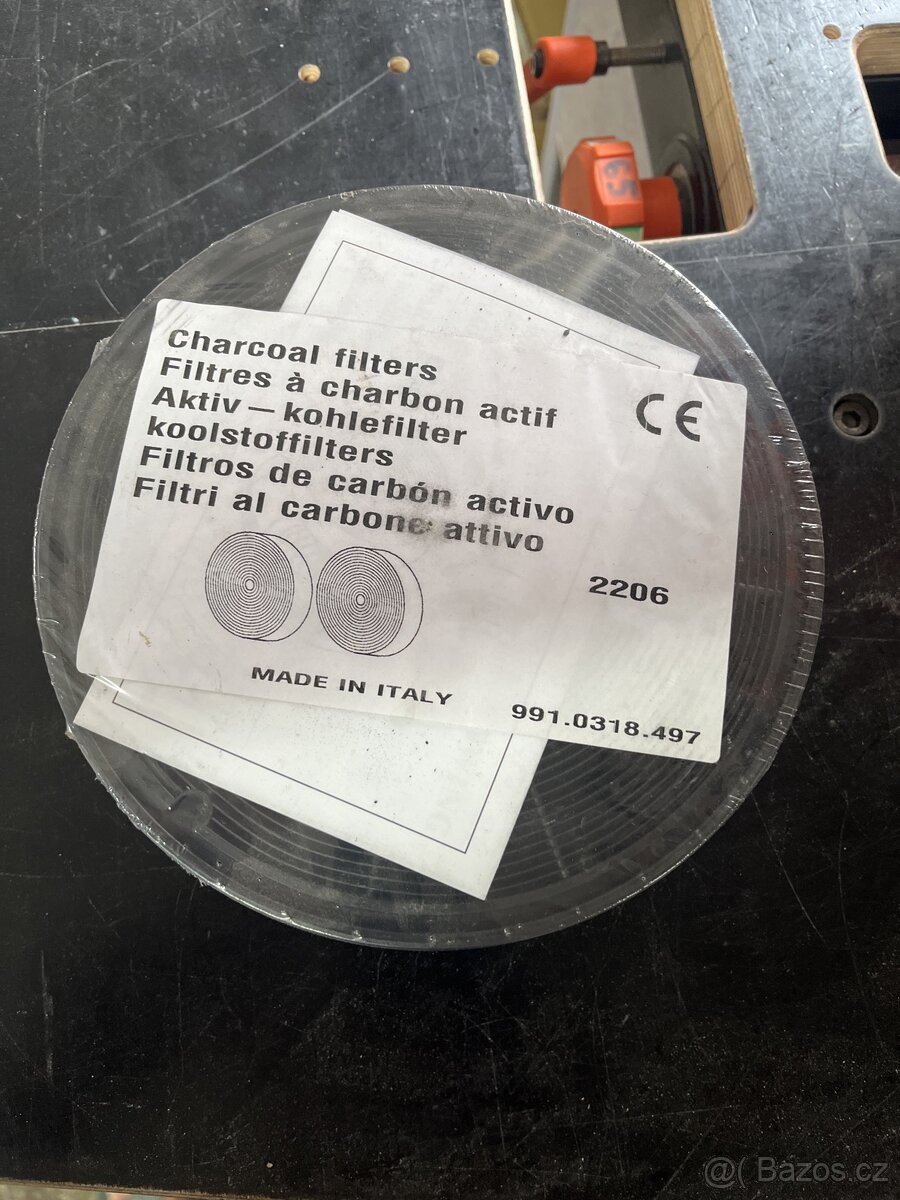 65
Charcoal filters
Filtres à charbon actif
Aktiv – kohlefilter
koolstoffilters
Filtros de carbón activo
Filtri al carbone attivo
CE
2206
MADE IN ITALY
991.0318.497
@( Bazos.cz